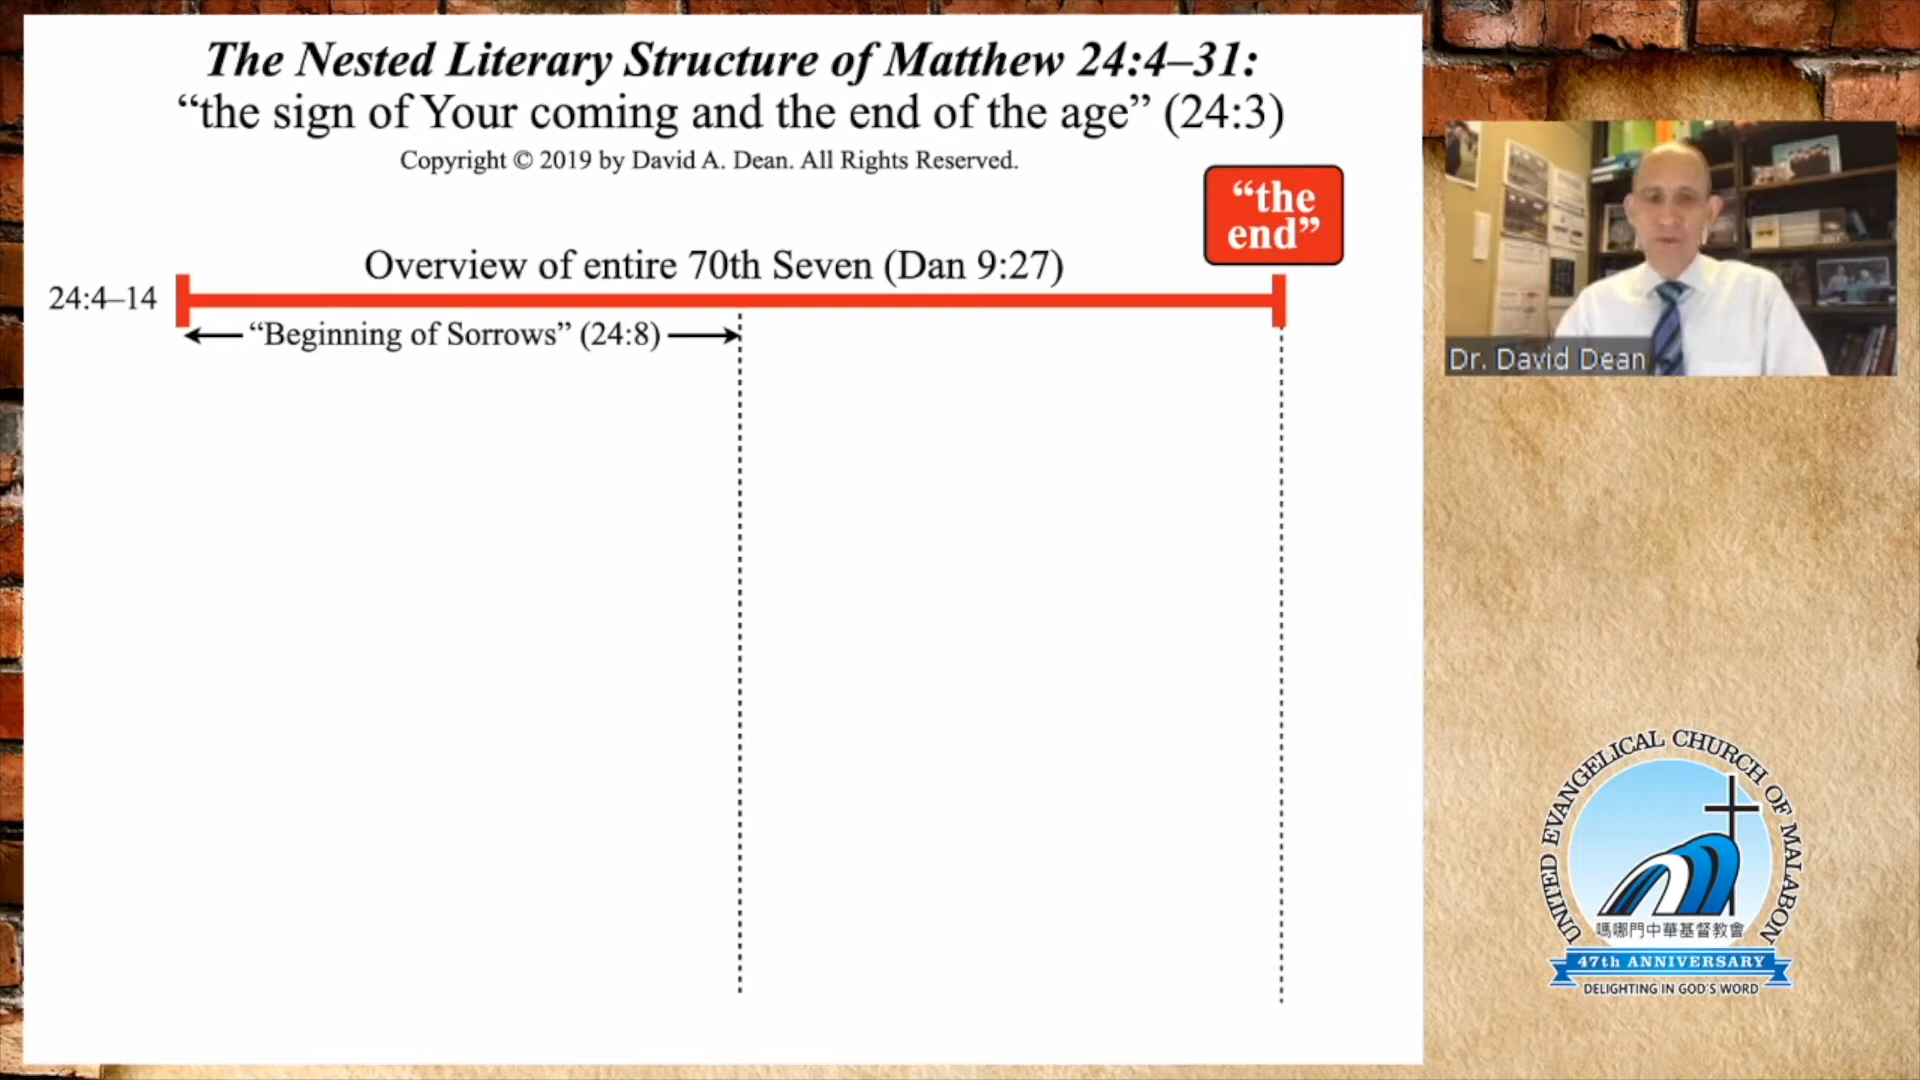 The Nested Literary Structure of Matthew 24:4–31:
“the sign of Your coming and the end of the age” (24:3)
Copyright © 2019 by David A. Dean. All Rights Reserved.
“the
end”
Overview of entire 70th Seven (Dan 9:27)
24:4–14
“Beginning of Sorrows” (24:8)
Dr. David Dean
UNITED EVANGELICAL CHURCH OF MALABON
嗎哪門中華基督教會
47th ANNIVERSARY
DELIGHTING IN GOD'S WORD